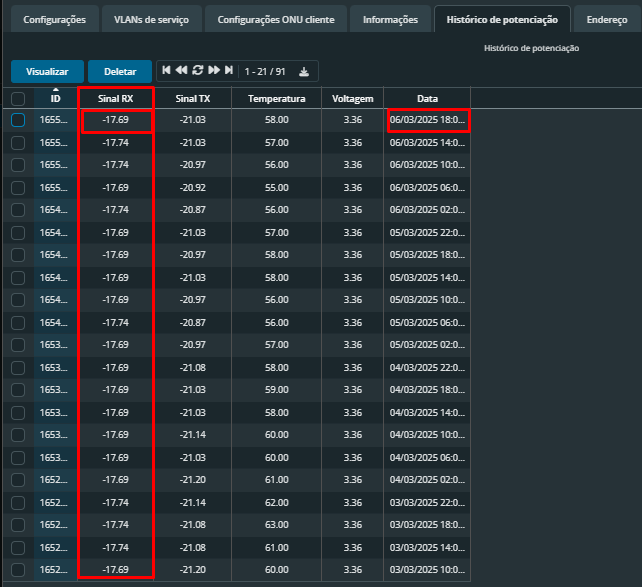 Configurações VLANs de serviço Configurações ONU cliente Informações Histórico de potenciação Endereço
Histórico de potenciação
Visualizar Deletar 1 - 21 / 91
ID Sinal RX Sinal TX Temperatura Voltagem Data
1655... -17.69 -21.03 58.00 3.36 06/03/2025 18:0...
1655... -17.74 -21.03 57.00 3.36 06/03/2025 14:0...
1655... -17.74 -20.97 56.00 3.36 06/03/2025 10:0...
1655... -17.69 -20.92 55.00 3.36 06/03/2025 06:0...
1654... -17.74 -20.87 56.00 3.36 06/03/2025 02:0...
1654... -17.69 -21.03 57.00 3.36 05/03/2025 22:0...
1654... -17.69 -20.97 58.00 3.36 05/03/2025 18:0...
1654... -17.69 -21.03 58.00 3.36 05/03/2025 14:0...
1654... -17.69 -20.97 56.00 3.36 05/03/2025 10:0...
1654... -17.74 -20.87 56.00 3.36 05/03/2025 06:0...
1653... -17.69 -20.97 57.00 3.36 05/03/2025 02:0...
1653... -17.69 -21.08 58.00 3.36 04/03/2025 22:0...
1653... -17.69 -21.03 59.00 3.36 04/03/2025 18:0...
1653... -17.69 -21.03 58.00 3.36 04/03/2025 14:0...
1653... -17.69 -21.14 60.00 3.36 04/03/2025 10:0...
1653... -17.69 -21.03 60.00 3.36 04/03/2025 06:0...
1652... -17.69 -21.20 61.00 3.36 04/03/2025 02:0...
1652... -17.74 -21.14 62.00 3.36 03/03/2025 22:0...
1652... -17.74 -21.08 63.00 3.36 03/03/2025 18:0...
1652... -17.74 -21.08 61.00 3.36 03/03/2025 14:0...
1652... -17.69 -21.20 60.00 3.36 03/03/2025 10:0...